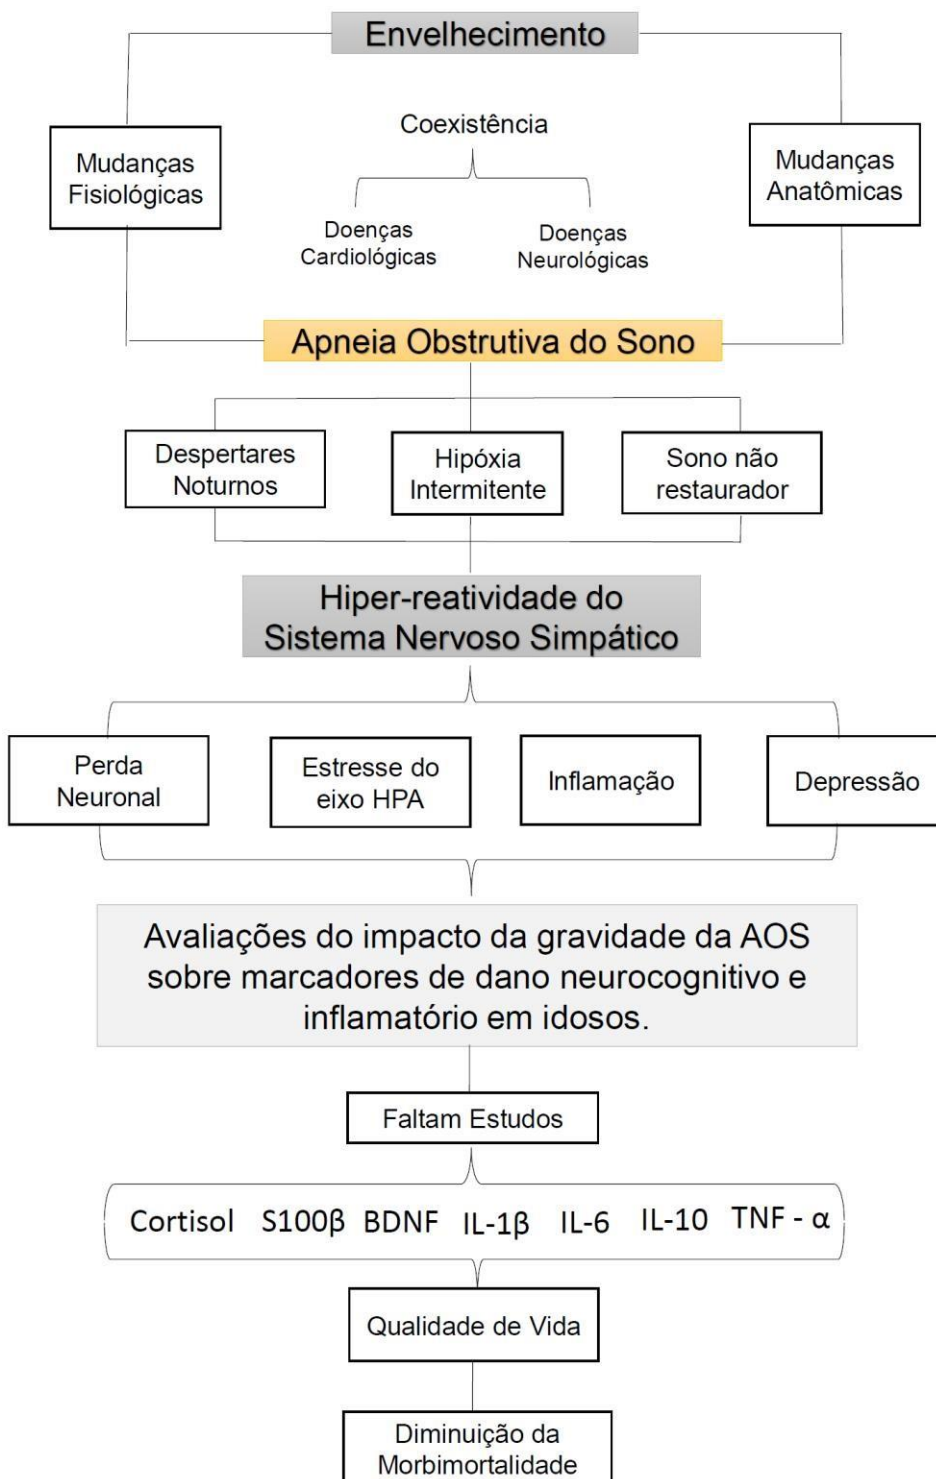 Envelhecimento
Coexistência
Mudanças
Fisiológicas
Mudanças
Anatômicas
Doenças
Cardiológicas
Doenças
Neurológicas
Apneia Obstrutiva do Sono
Despertares
Noturnos
Hipóxia
Intermitente
Sono não
restaurador
Hiper-reatividade do
Sistema Nervoso Simpático
Perda
Neuronal
Estresse do
eixo HPA
Inflamação
Depressão
Avaliações do impacto da gravidade da AOS
sobre marcadores de dano neurocognitivo e
inflamatório em idosos.
Faltam Estudos
Cortisol S100β BDNF IL-1β IL-6 IL-10 TNF - α
Qualidade de Vida
Diminuição da
Morbimortalidade